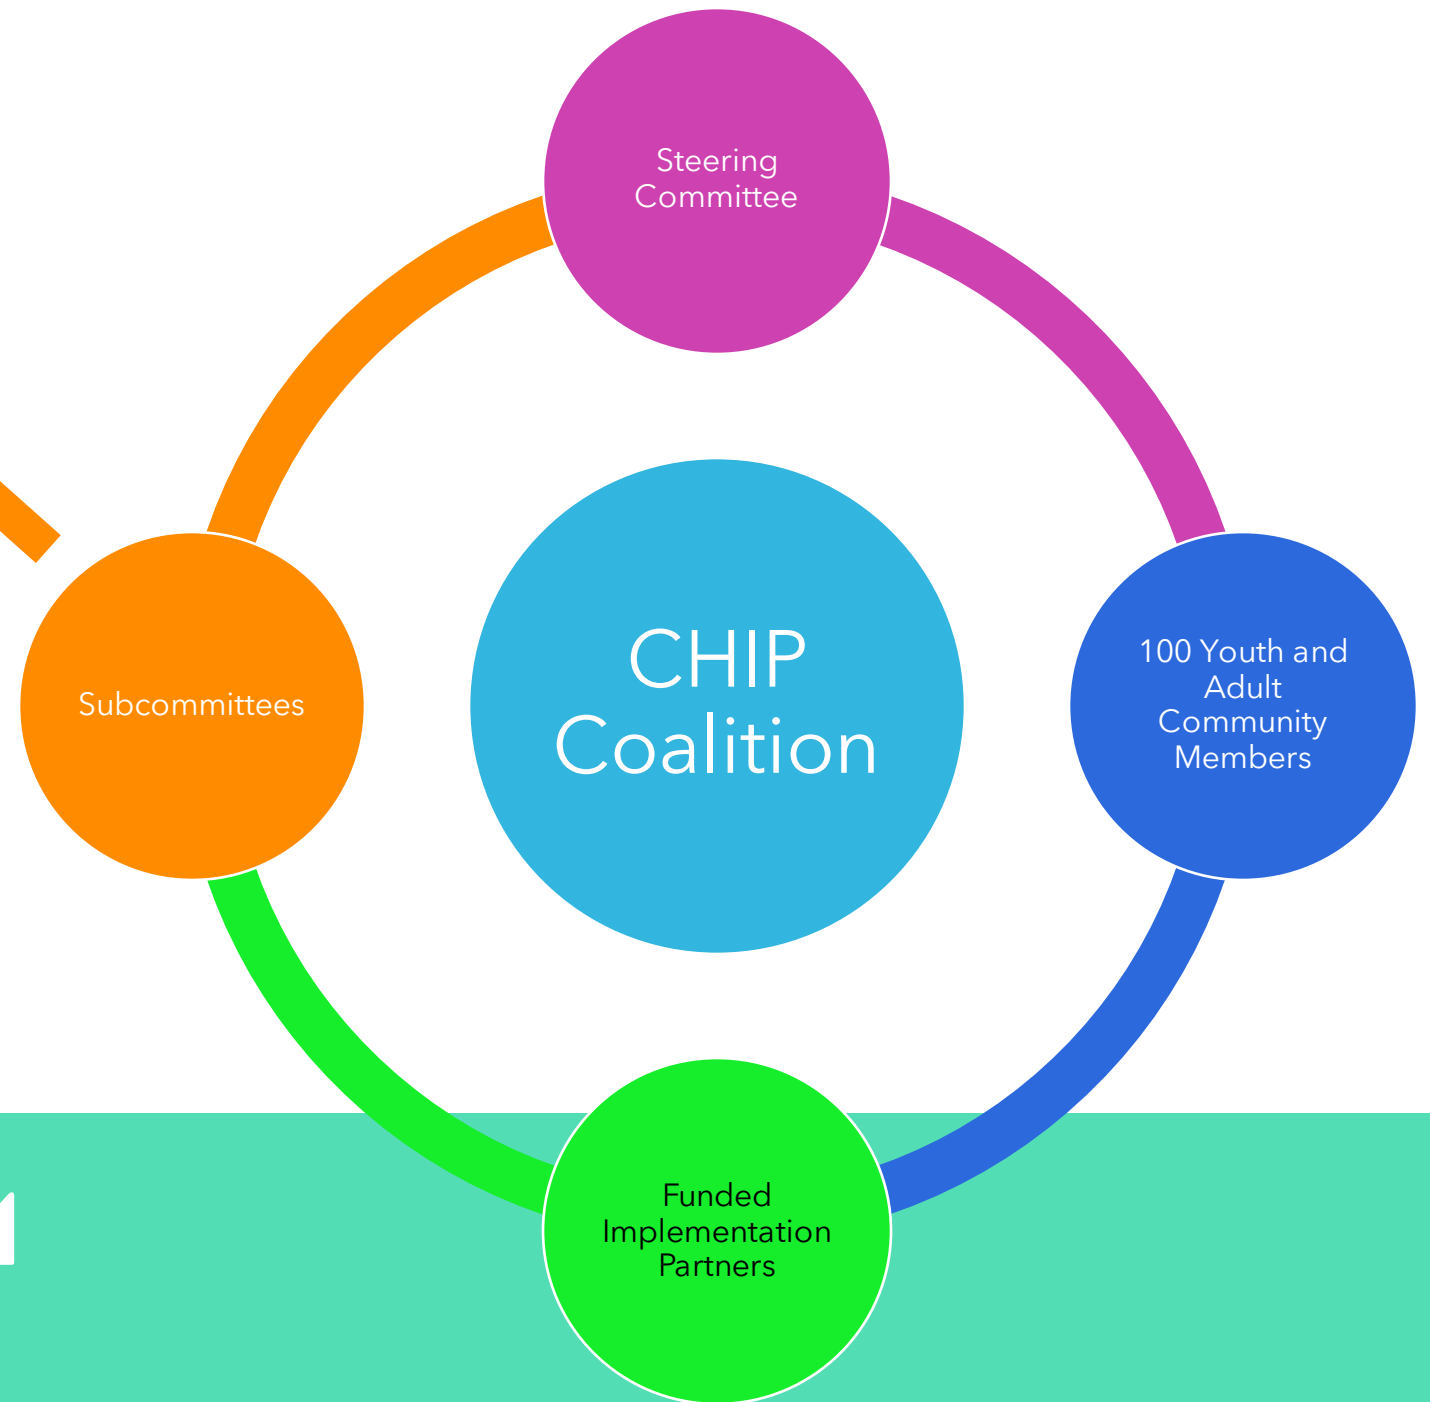 Steering
Committee
Subcommittees
CHIP
Coalition
100 Youth and
Adult
Community
Members
Funded
Implementation
Partners